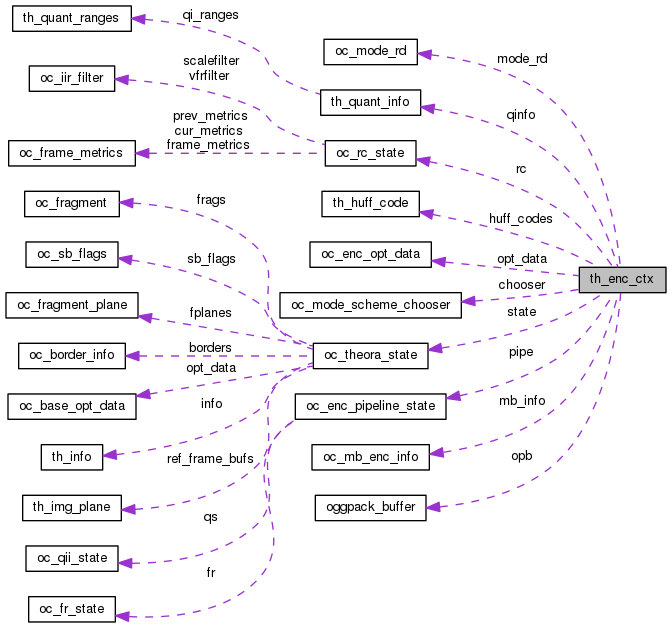 th_quant_ranges
qi_ranges
oc_mode_rd
mode_rd
scalefilter
vfrfilter
oc_iir_filter
th_quant_info
qinfo
prev_metrics
cur_metrics
frame_metrics
oc_frame_metrics
oc_rc_state
rc
oc_fragment
frags
th_huff_code
huff_codes
oc_sb_flags
sb_flags
oc_enc_opt_data
opt_data
th_enc_ctx
oc_fragment_plane
fplanes
oc_mode_scheme_chooser
chooser
state
oc_border_info
borders
oc_theora_state
pipe
opt_data
oc_base_opt_data
info
oc_enc_pipeline_state
mb_info
th_info
ref_frame_bufs
oc_mb_enc_info
opb
th_img_plane
oggpack_buffer
qs
oc_qii_state
fr
oc_fr_state